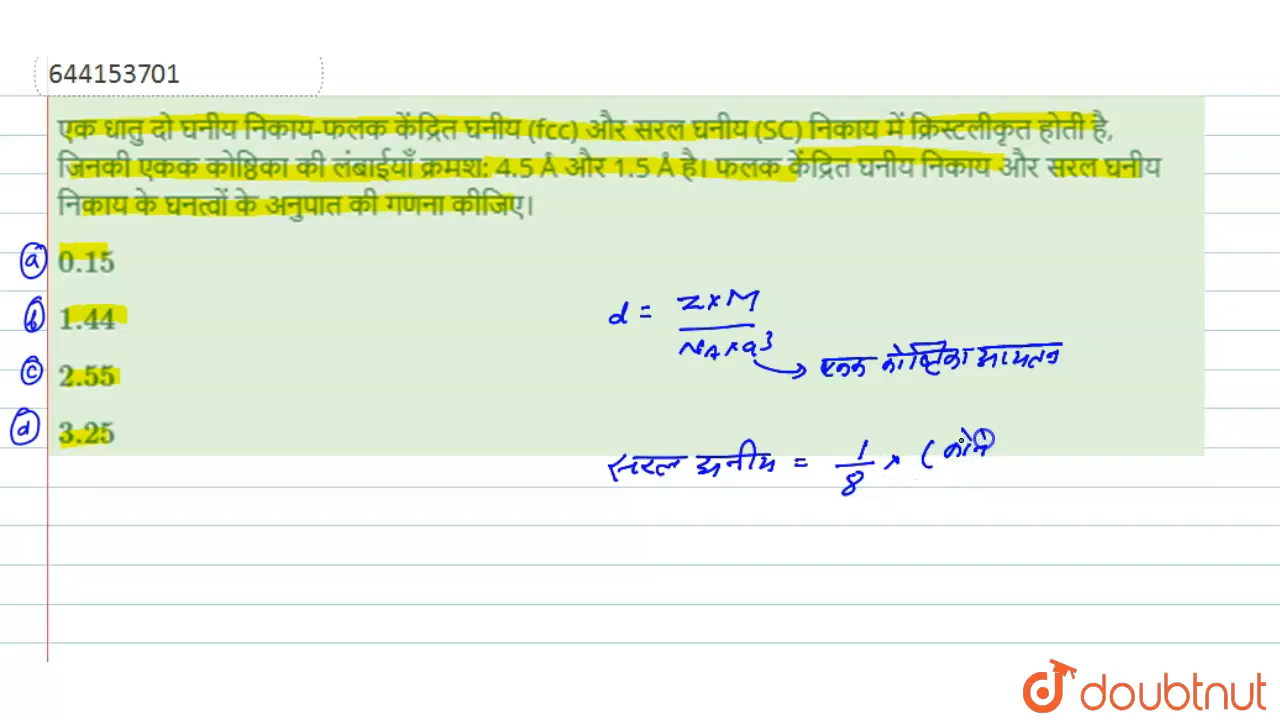 644153701
एक धातु दो घनीय निकाय-फलक केंद्रित घनीय (fcc) और सरल घनीय (SC) निकाय में क्रिस्टलीकृत होती है,
जिनकी एकक कोष्ठिका की लंबाईयाँ क्रमश: 4.5 Å और 1.5 Å है। फलक केंद्रित घनीय निकाय और सरल घनीय
निकाय के घनत्वों के अनुपात की गणना कीजिए।
(a) 0.15
(b) 1.44
(c) 2.55
(d) 3.25
d = Z×M
N_A×a³
→ एकक कोष्ठिका आयतन
सरल घनीय = 1/8 × (कोने
doubtnut